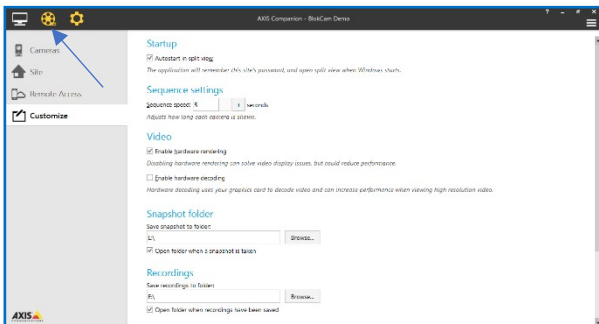 AXIS Companion - BlokCam Demo
Cameras
Site
Remote Access
Customize
Startup
Autostart in split view
The application will remember this site's password, and open split view when Windows starts.
Sequence settings
Sequence speed: 5 seconds
Adjusts how long each camera is shown.
Video
Enable hardware rendering
Disabling hardware rendering can solve video display issues, but could reduce performance.
Enable hardware decoding
Hardware decoding uses your graphics card to decode video and can increase performance when viewing high resolution video.
Snapshot folder
Save snapshot to folder:
E:\ Browse...
Open folder when a snapshot is taken
Recordings
Save recordings to folder:
E:\ Browse...
Open folder when recordings have been saved
AXIS